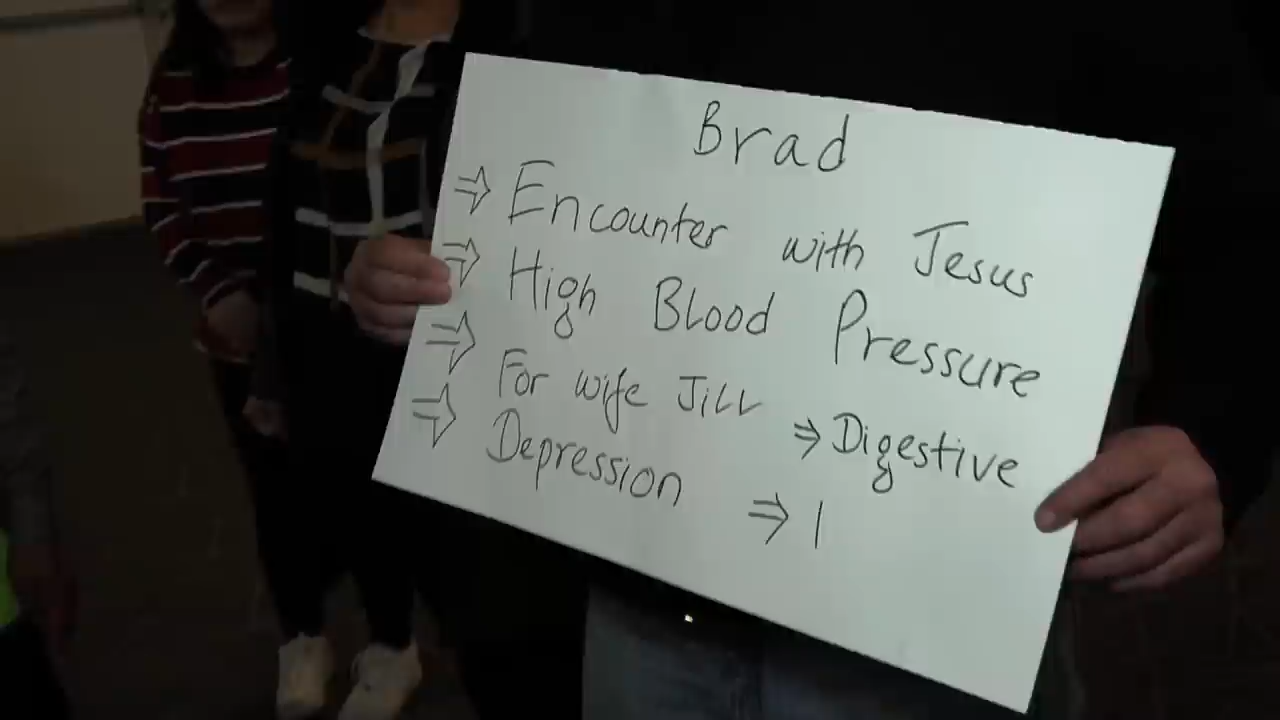 Brad
⇒ Encounter with Jesus
⇒ High Blood Pressure
⇒ For wife Jill ⇒ Digestive
⇒ Depression ⇒ 1